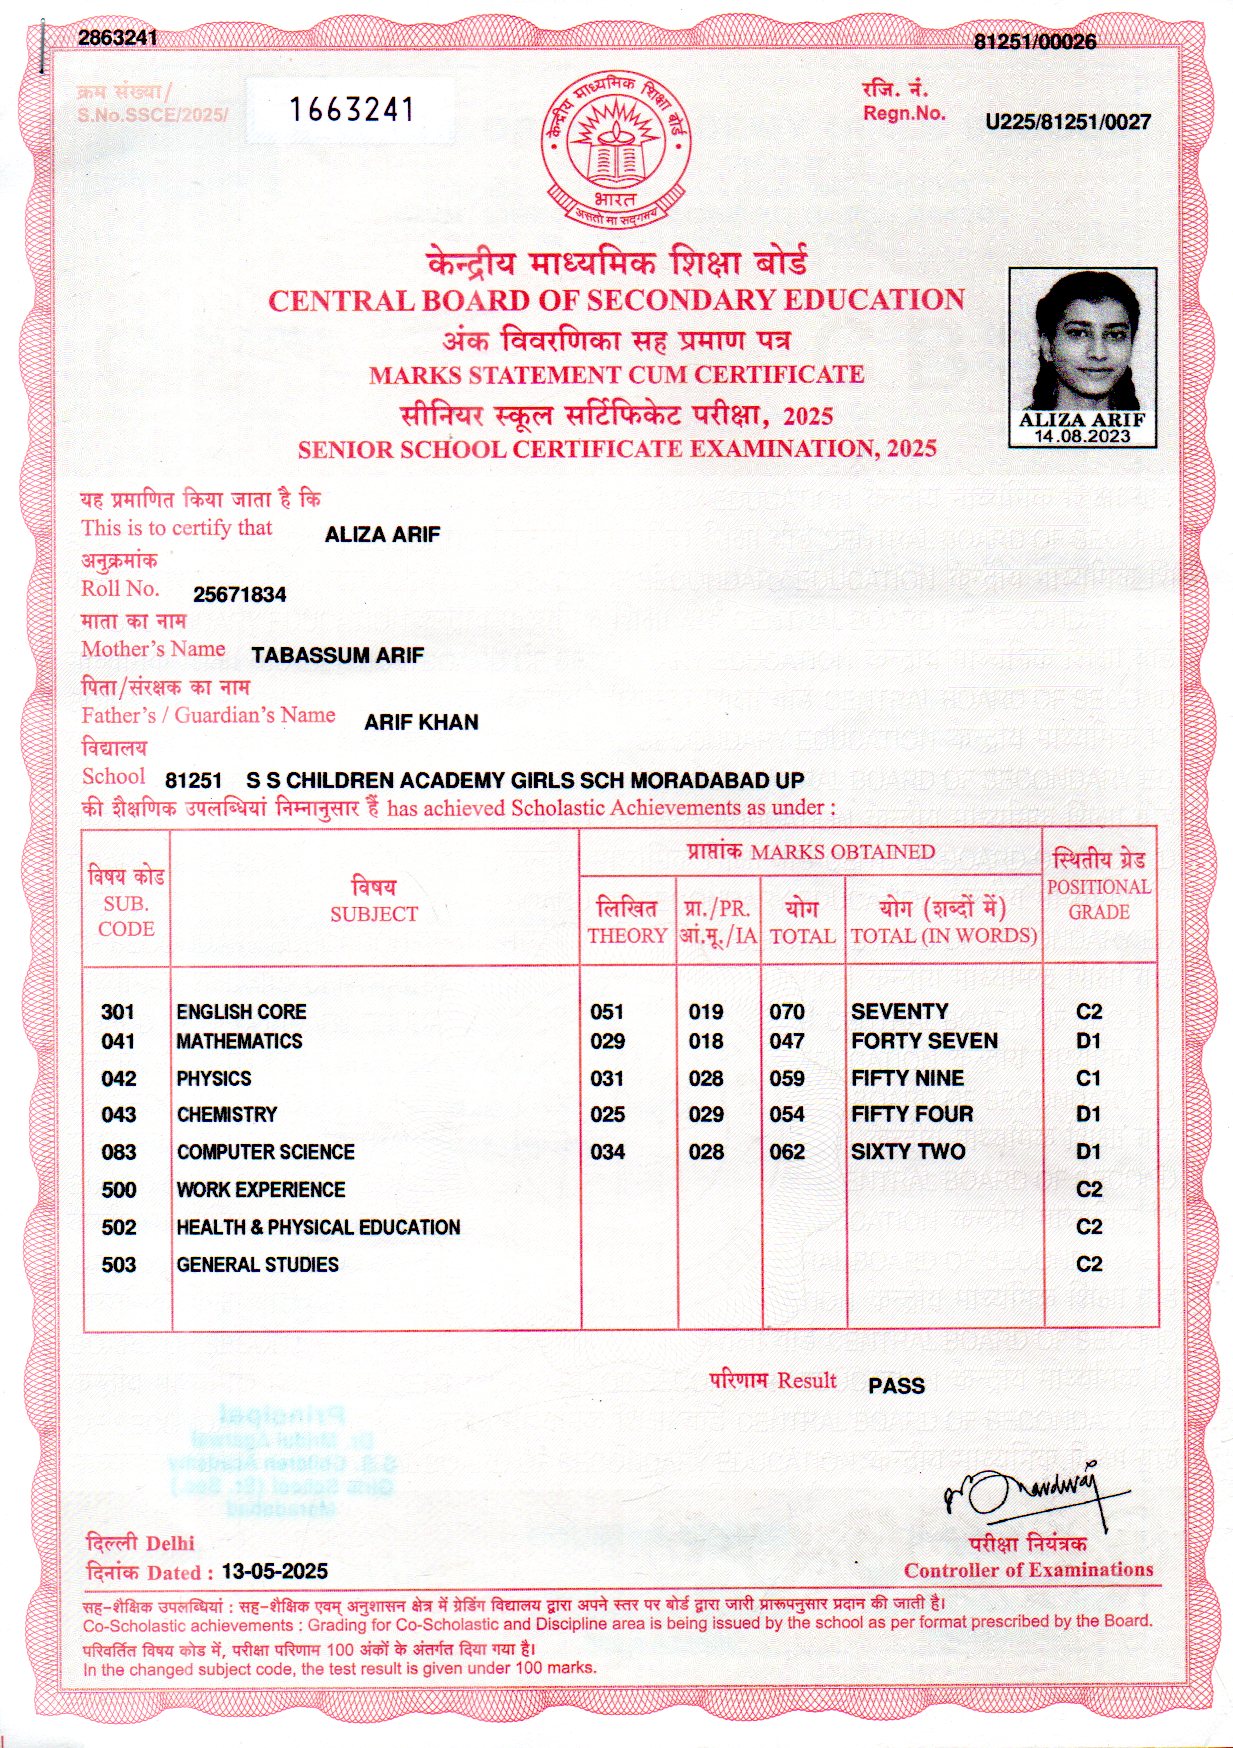 2863241
81251/00026
क्रम संख्या/
S.No.SSCE/2025/
1663241
रजि. नं.
Regn.No.
U225/81251/0027
केन्द्रीय माध्यमिक शिक्षा बोर्ड
भारत
असतो मा सद्गमय
केन्द्रीय माध्यमिक शिक्षा बोर्ड
CENTRAL BOARD OF SECONDARY EDUCATION
अंक विवरणिका सह प्रमाण पत्र
MARKS STATEMENT CUM CERTIFICATE
सीनियर स्कूल सर्टिफिकेट परीक्षा, 2025
SENIOR SCHOOL CERTIFICATE EXAMINATION, 2025
ALIZA ARIF
14.08.2023
यह प्रमाणित किया जाता है कि
This is to certify that ALIZA ARIF
अनुक्रमांक
Roll No. 25671834
माता का नाम
Mother's Name TABASSUM ARIF
पिता/संरक्षक का नाम
Father's / Guardian's Name ARIF KHAN
विद्यालय
School 81251 S S CHILDREN ACADEMY GIRLS SCH MORADABAD UP
की शैक्षणिक उपलब्धियां निम्नानुसार हैं has achieved Scholastic Achievements as under :
विषय कोड
SUB.
CODE
विषय
SUBJECT
प्राप्तांक MARKS OBTAINED
लिखित
THEORY
प्रा./PR.
आं.मू./IA
योग
TOTAL
योग (शब्दों में)
TOTAL (IN WORDS)
स्थितीय ग्रेड
POSITIONAL
GRADE
301 ENGLISH CORE 051 019 070 SEVENTY C2
041 MATHEMATICS 029 018 047 FORTY SEVEN D1
042 PHYSICS 031 028 059 FIFTY NINE C1
043 CHEMISTRY 025 029 054 FIFTY FOUR D1
083 COMPUTER SCIENCE 034 028 062 SIXTY TWO D1
500 WORK EXPERIENCE C2
502 HEALTH & PHYSICAL EDUCATION C2
503 GENERAL STUDIES C2
परिणाम Result PASS
Principal
Girls School (Sr. Sec.)
Moradabad
दिल्ली Delhi
दिनांक Dated : 13-05-2025
परीक्षा नियंत्रक
Controller of Examinations
सह-शैक्षिक उपलब्धियां : सह-शैक्षिक एवम् अनुशासन क्षेत्र में ग्रेडिंग विद्यालय द्वारा अपने स्तर पर बोर्ड द्वारा जारी प्रारूपनुसार प्रदान की जाती है।
Co-Scholastic achievements : Grading for Co-Scholastic and Discipline area is being issued by the school as per format prescribed by the Board.
परिवर्तित विषय कोड में, परीक्षा परिणाम 100 अंकों के अंतर्गत दिया गया है।
In the changed subject code, the test result is given under 100 marks.